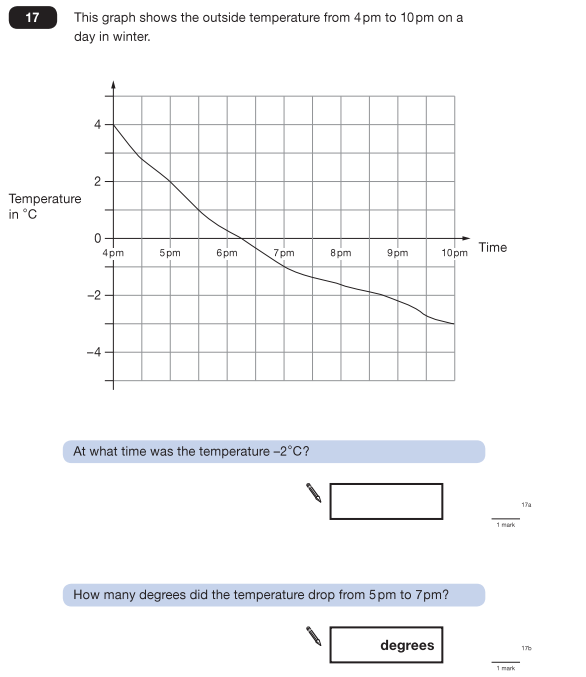 17
This graph shows the outside temperature from 4 pm to 10 pm on a
day in winter.
4
2
Temperature
in °C
0
4 pm 5 pm 6 pm 7 pm 8 pm 9 pm 10 pm
Time
–2
–4
At what time was the temperature –2°C?
17a
1 mark
How many degrees did the temperature drop from 5 pm to 7 pm?
degrees
17b
1 mark